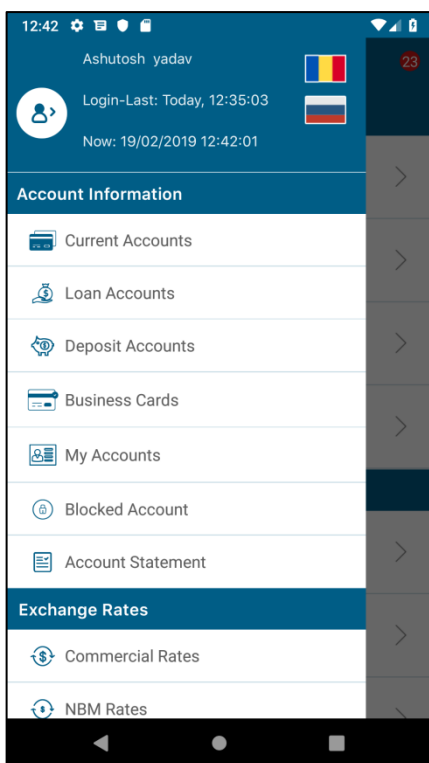 12:42
Ashutosh yadav
23
Login-Last: Today, 12:35:03
Now: 19/02/2019 12:42:01
Account Information
Current Accounts
Loan Accounts
Deposit Accounts
Business Cards
My Accounts
Blocked Account
Account Statement
Exchange Rates
Commercial Rates
NBM Rates